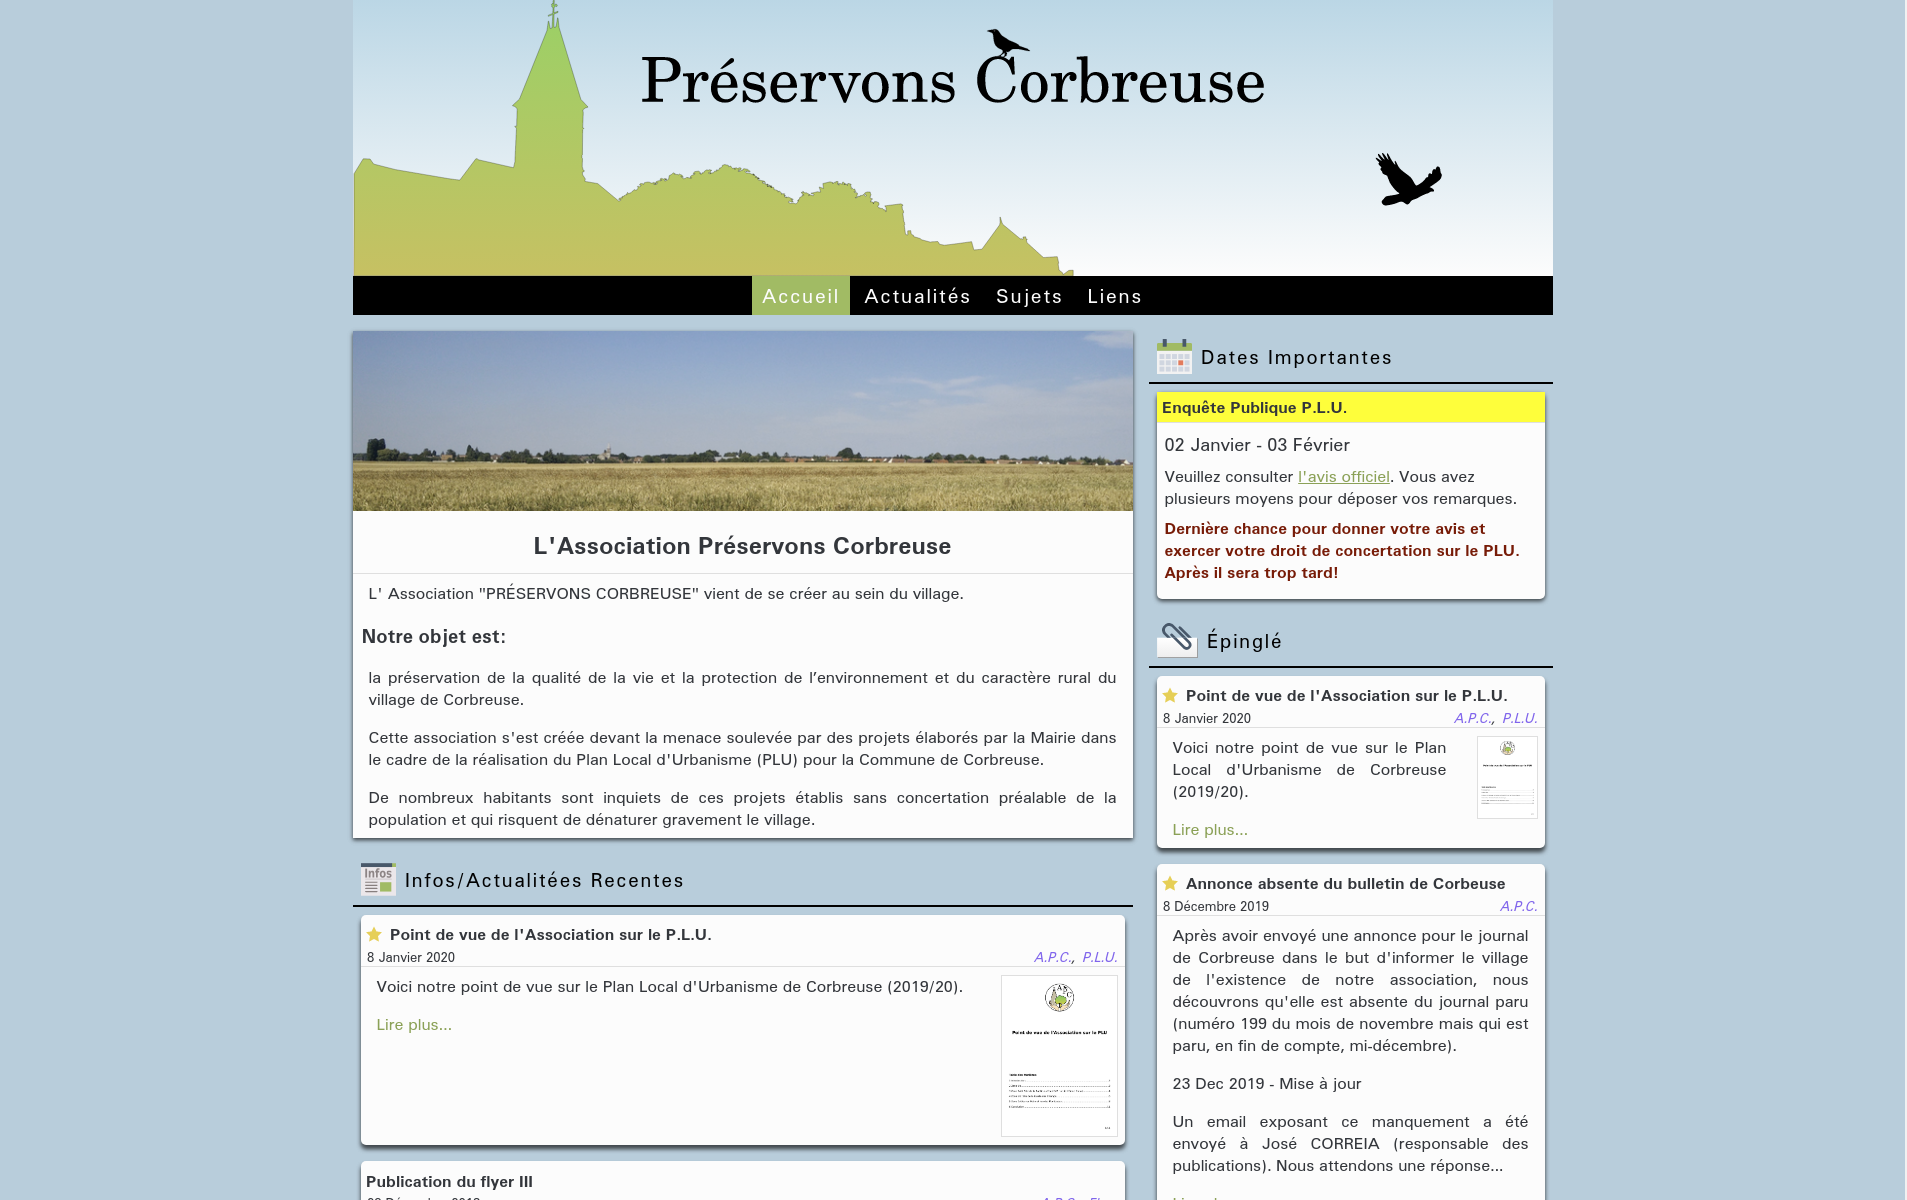 Préservons Corbreuse
Accueil
Actualités
Sujets
Liens
L'Association Préservons Corbreuse
L' Association "PRÉSERVONS CORBREUSE" vient de se créer au sein du village.
Notre objet est:
la préservation de la qualité de la vie et la protection de l’environnement et du caractère rural du
village de Corbreuse.
Cette association s'est créée devant la menace soulevée par des projets élaborés par la Mairie dans
le cadre de la réalisation du Plan Local d'Urbanisme (PLU) pour la Commune de Corbreuse.
De nombreux habitants sont inquiets de ces projets établis sans concertation préalable de la
population et qui risquent de dénaturer gravement le village.
Infos
Infos/Actualitées Recentes
Point de vue de l'Association sur le P.L.U.
8 Janvier 2020
A.P.C., P.L.U.
Voici notre point de vue sur le Plan Local d'Urbanisme de Corbreuse (2019/20).
Lire plus...
Point de vue de l'Association sur le PLU
Publication du flyer III
Dates Importantes
Enquête Publique P.L.U.
02 Janvier - 03 Février
Veuillez consulter l'avis officiel. Vous avez
plusieurs moyens pour déposer vos remarques.
Dernière chance pour donner votre avis et
exercer votre droit de concertation sur le PLU.
Après il sera trop tard!
Épinglé
Point de vue de l'Association sur le P.L.U.
8 Janvier 2020
A.P.C., P.L.U.
Voici notre point de vue sur le Plan
Local d'Urbanisme de Corbreuse
(2019/20).
Lire plus...
Annonce absente du bulletin de Corbeuse
8 Décembre 2019
A.P.C.
Après avoir envoyé une annonce pour le journal
de Corbreuse dans le but d'informer le village
de l'existence de notre association, nous
découvrons qu'elle est absente du journal paru
(numéro 199 du mois de novembre mais qui est
paru, en fin de compte, mi-décembre).
23 Dec 2019 - Mise à jour
Un email exposant ce manquement a été
envoyé à José CORREIA (responsable des
publications). Nous attendons une réponse...